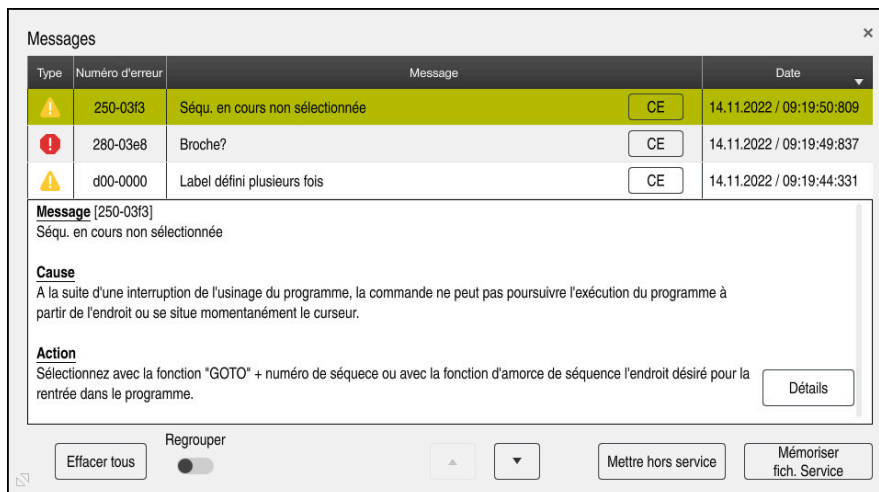 Messages
×
Type Numéro d'erreur Message Date
250-03f3 Séqu. en cours non sélectionnée CE 14.11.2022 / 09:19:50:809
280-03e8 Broche? CE 14.11.2022 / 09:19:49:837
d00-0000 Label défini plusieurs fois CE 14.11.2022 / 09:19:44:331
Message [250-03f3]
Séqu. en cours non sélectionnée
Cause
A la suite d'une interruption de l'usinage du programme, la commande ne peut pas poursuivre l'exécution du programme à
partir de l'endroit ou se situe momentanément le curseur.
Action
Sélectionnez avec la fonction "GOTO" + numéro de séquece ou avec la fonction d'amorce de séquence l'endroit désiré pour la
rentrée dans le programme.
Détails
Effacer tous
Regrouper
Mettre hors service
Mémoriser
fich. Service